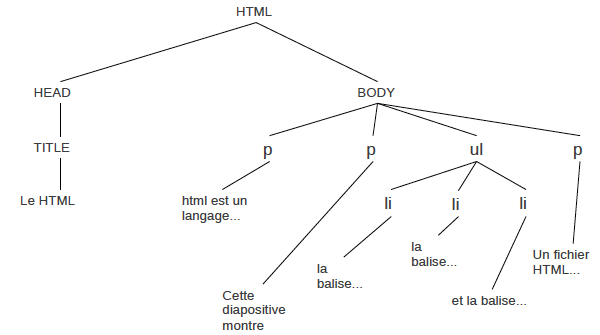 HTML
HEAD
BODY
TITLE
p
p
ul
p
Le HTML
html est un
langage...
li
li
li
la
balise...
la
balise...
Un fichier
HTML...
Cette
diapositive
montre
et la balise...